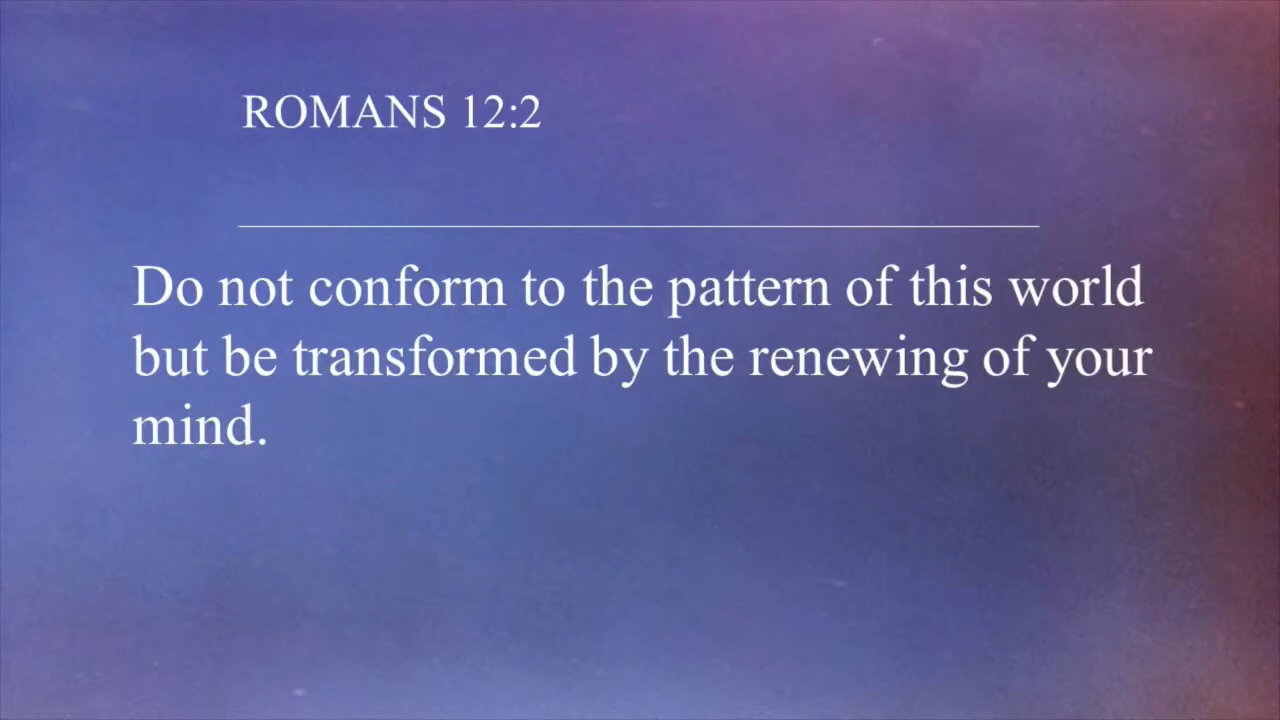 ROMANS 12:2
Do not conform to the pattern of this world
but be transformed by the renewing of your
mind.